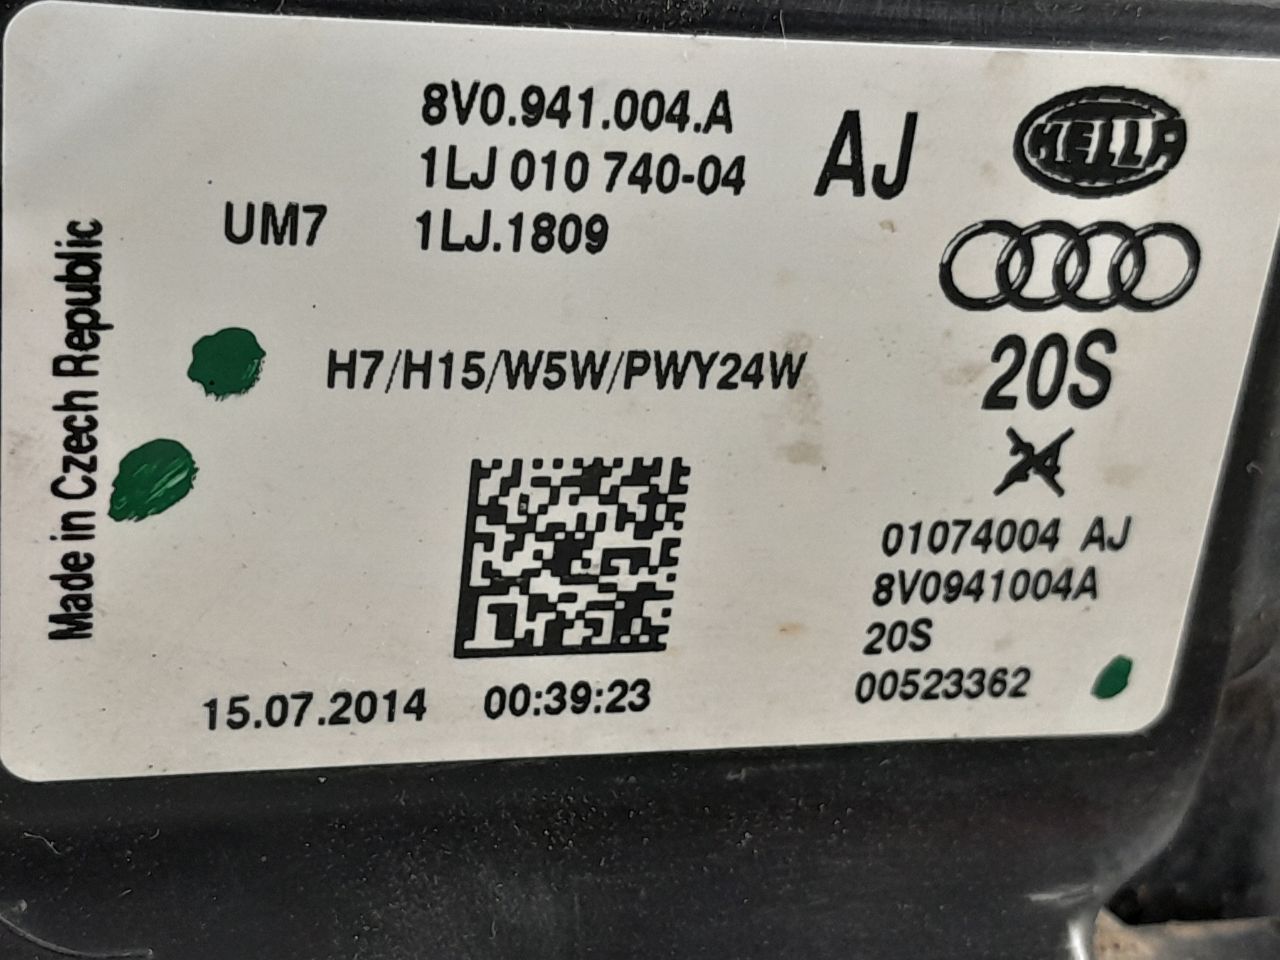 8V0.941.004.A
1LJ 010 740-04
AJ
HELLA
UM7
1LJ.1809
Made in Czech Republic
H7/H15/W5W/PWY24W
20S
24
01074004 AJ
8V0941004A
20S
00523362
15.07.2014 00:39:23